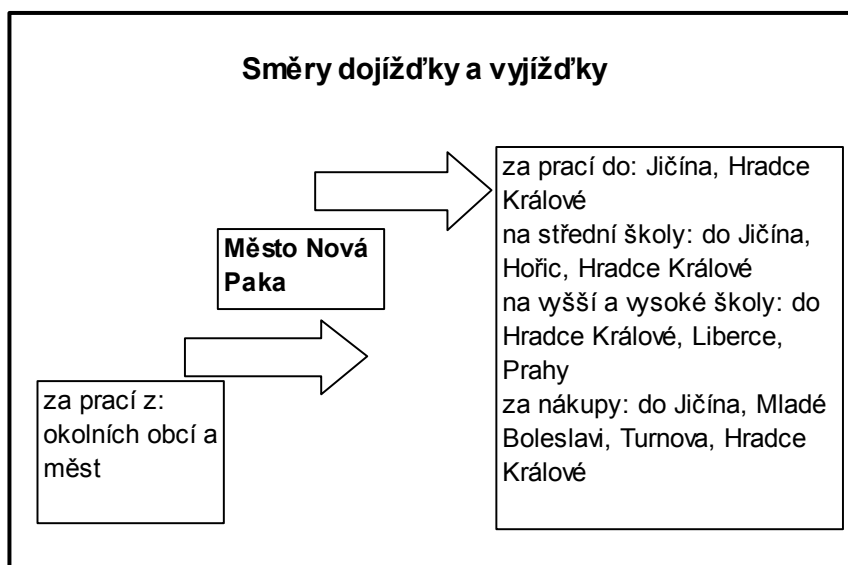 Směry dojížďky a vyjížďky
za prací do: Jičína, Hradce
Králové
na střední školy: do Jičína,
Hořic, Hradce Králové
na vyšší a vysoké školy: do
Hradce Králové, Liberce,
Prahy
za nákupy: do Jičína, Mladé
Boleslavi, Turnova, Hradce
Králové
Město Nová
Paka
za prací z:
okolních obcí a
měst